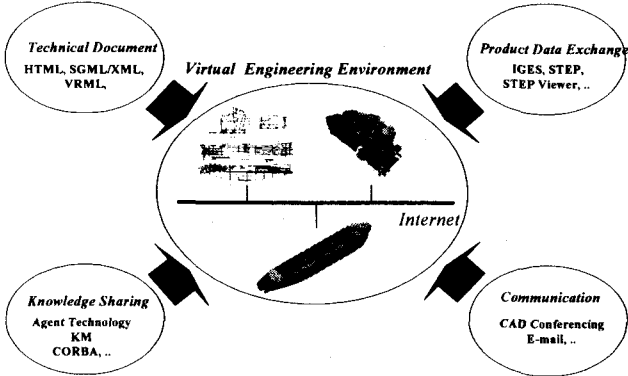 Technical Document
HTML, SGML/XML,
VRML,
Virtual Engineering Environment
Product Data Exchange
IGES, STEP,
STEP Viewer, ..
Internet
Knowledge Sharing
Agent Technology
KM
CORBA, ..
Communication
CAD Conferencing
E-mail, ..